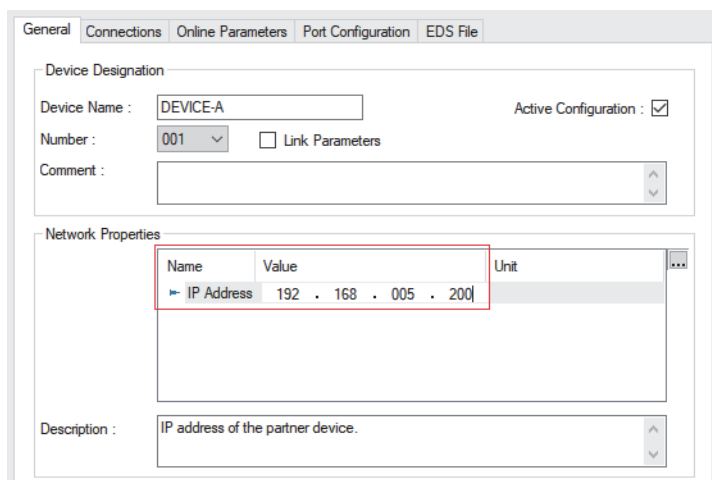 General Connections Online Parameters Port Configuration EDS File
Device Designation
Device Name : DEVICE-A Active Configuration :
Number : 001 Link Parameters
Comment :
Network Properties
Name Value Unit ...
IP Address 192 . 168 . 005 . 200
Description : IP address of the partner device.